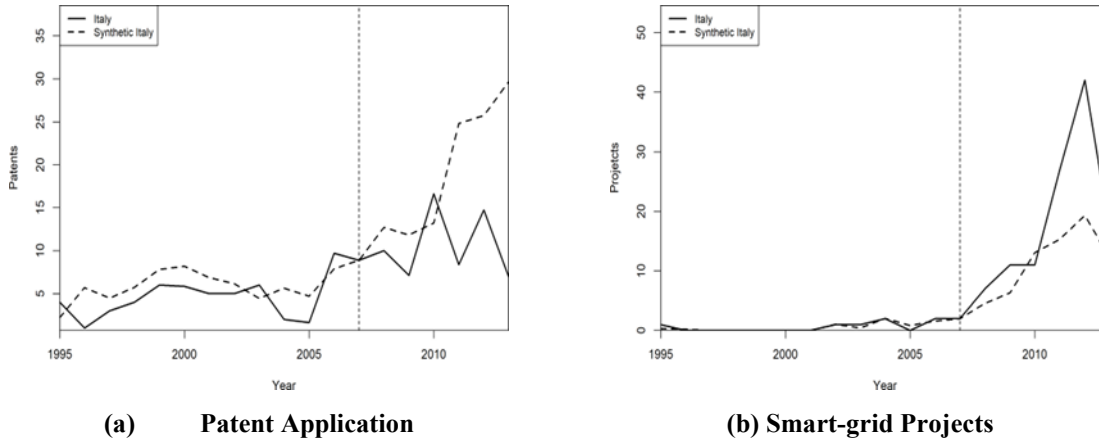 Italy
Synthetic Italy
35
30
25
20
15
10
5
Patents
1995 2000 2005 2010
Year
(a) Patent Application
Italy
Synthetic Italy
50
40
30
20
10
0
Projetcts
1995 2000 2005 2010
Year
(b) Smart-grid Projects